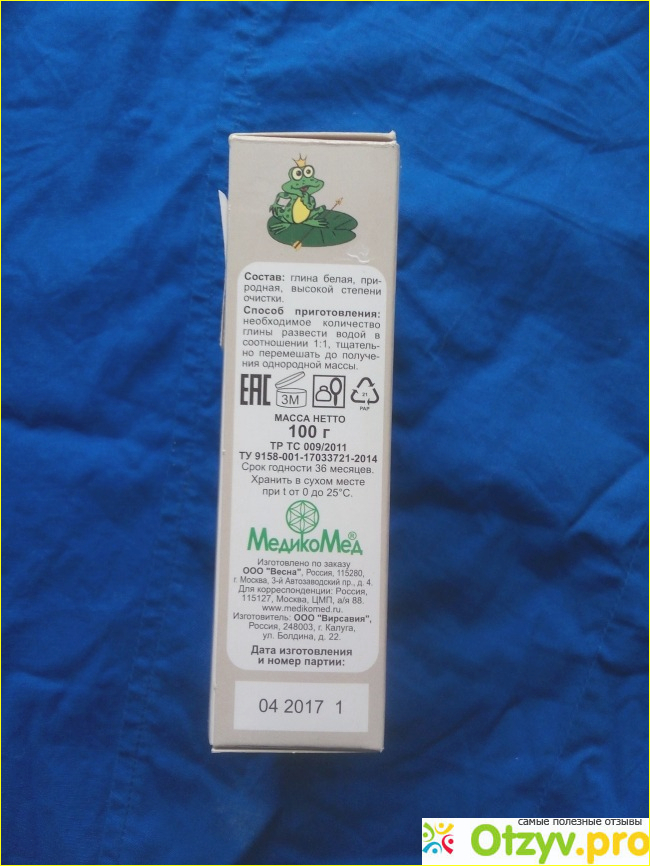 Состав: глина белая, при-
родная, высокой степени
очистки.
Способ приготовления:
необходимое количество
глины развести водой в
соотношении 1:1, тщатель-
но перемешать до получе-
ния однородной массы.
ЕАС 3М 21
PAP
МАССА НЕТТО
100 г
ТР ТС 009/2011
ТУ 9158-001-17033721-2014
Срок годности 36 месяцев.
Хранить в сухом месте
при t от 0 до 25°С.
МедикоМед®
Изготовлено по заказу
ООО "Весна", Россия, 115280,
г. Москва, 3-й Автозаводский пр., д. 4.
Для корреспонденции: Россия,
115127, Москва, ЦМП, а/я 88.
www.medikomed.ru.
Изготовитель: ООО "Вирсавия",
Россия, 248003, г. Калуга,
ул. Болдина, д. 22.
Дата изготовления
и номер партии:
04 2017 1
самые полезные отзывы
Otzyv.pro